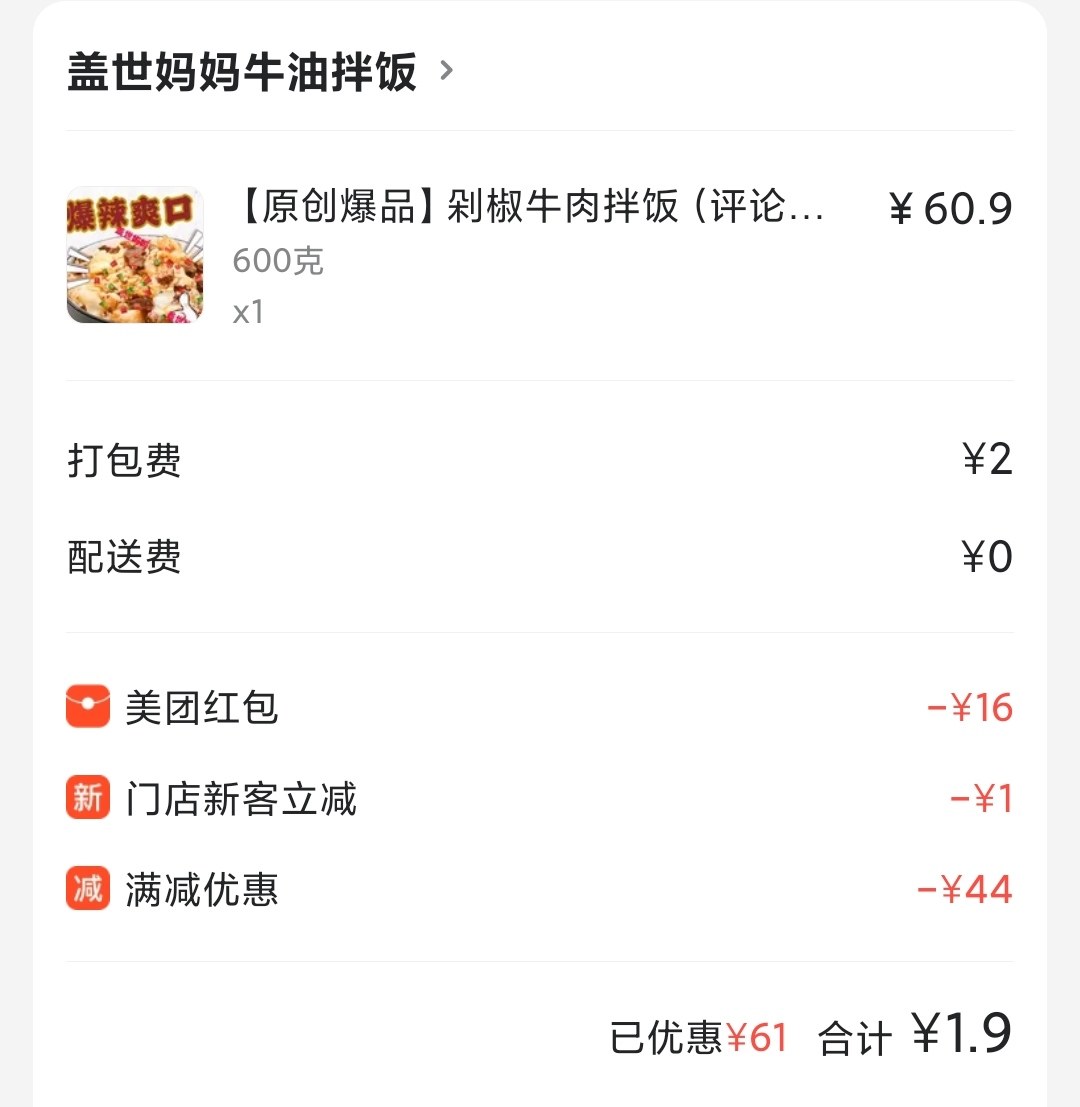 盖世妈妈牛油拌饭
爆辣爽口
【原创爆品】剁椒牛肉拌饭（评论...
¥60.9
600克
x1
打包费
¥2
配送费
¥0
美团红包
-¥16
新 门店新客立减
-¥1
减 满减优惠
-¥44
已优惠¥61 合计 ¥1.9